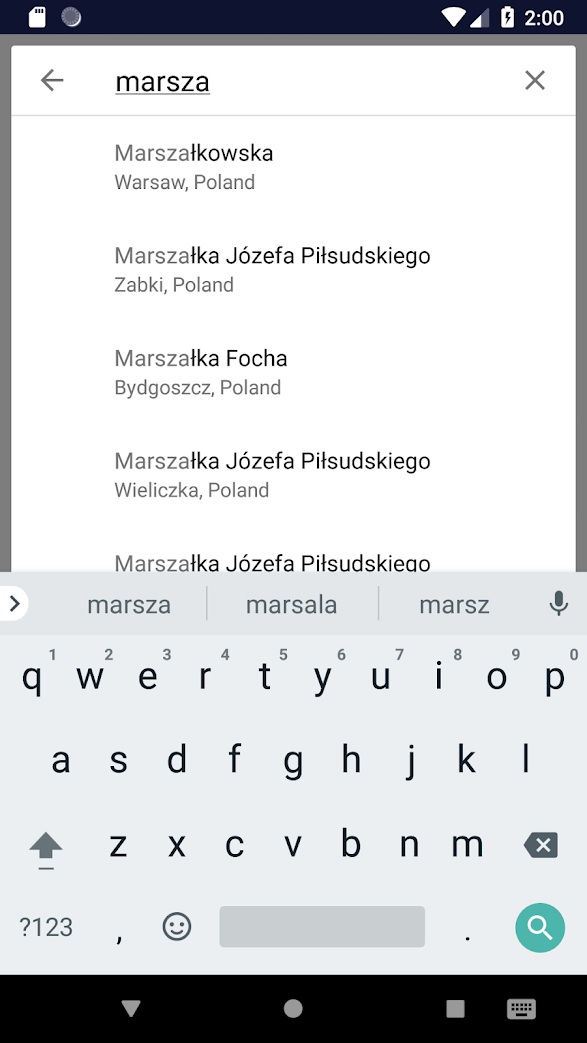 2:00
marsza
Marszałkowska
Warsaw, Poland
Marszałka Józefa Piłsudskiego
Zabki, Poland
Marszałka Focha
Bydgoszcz, Poland
Marszałka Józefa Piłsudskiego
Wieliczka, Poland
Marszałka Józefa Piłsudskiego
marsza marsala marsz
1 2 3 4 5 6 7 8 9 0
q w e r t y u i o p
a s d f g h j k l
z x c v b n m
?123 , .